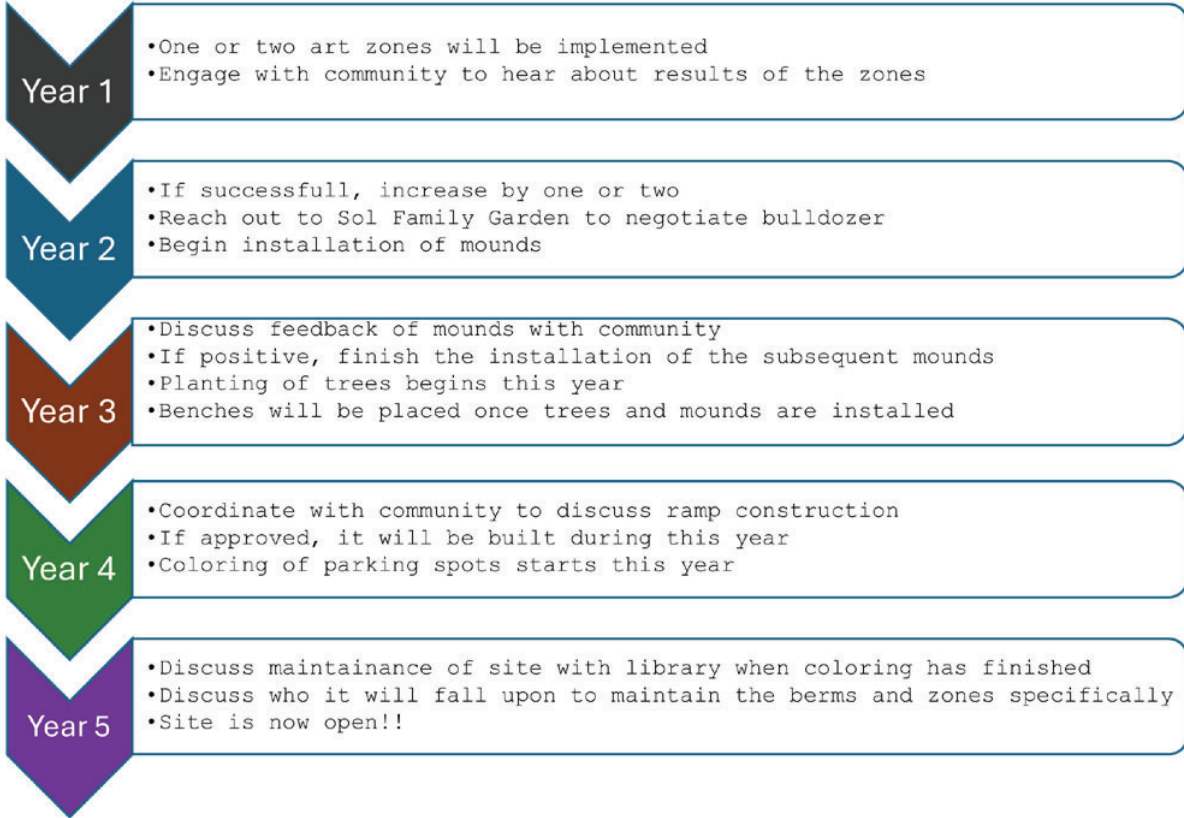 Year 1
•One or two art zones will be implemented
•Engage with community to hear about results of the zones
Year 2
•If successfull, increase by one or two
•Reach out to Sol Family Garden to negotiate bulldozer
•Begin installation of mounds
Year 3
•Discuss feedback of mounds with community
•If positive, finish the installation of the subsequent mounds
•Planting of trees begins this year
•Benches will be placed once trees and mounds are installed
Year 4
•Coordinate with community to discuss ramp construction
•If approved, it will be built during this year
•Coloring of parking spots starts this year
Year 5
•Discuss maintainance of site with library when coloring has finished
•Discuss who it will fall upon to maintain the berms and zones specifically
•Site is now open!!